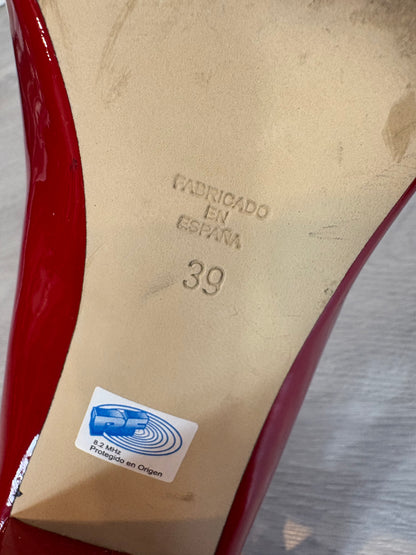 FABRICADO
EN
ESPAÑA
39
RF
8.2 MHz
Protegido en Origen